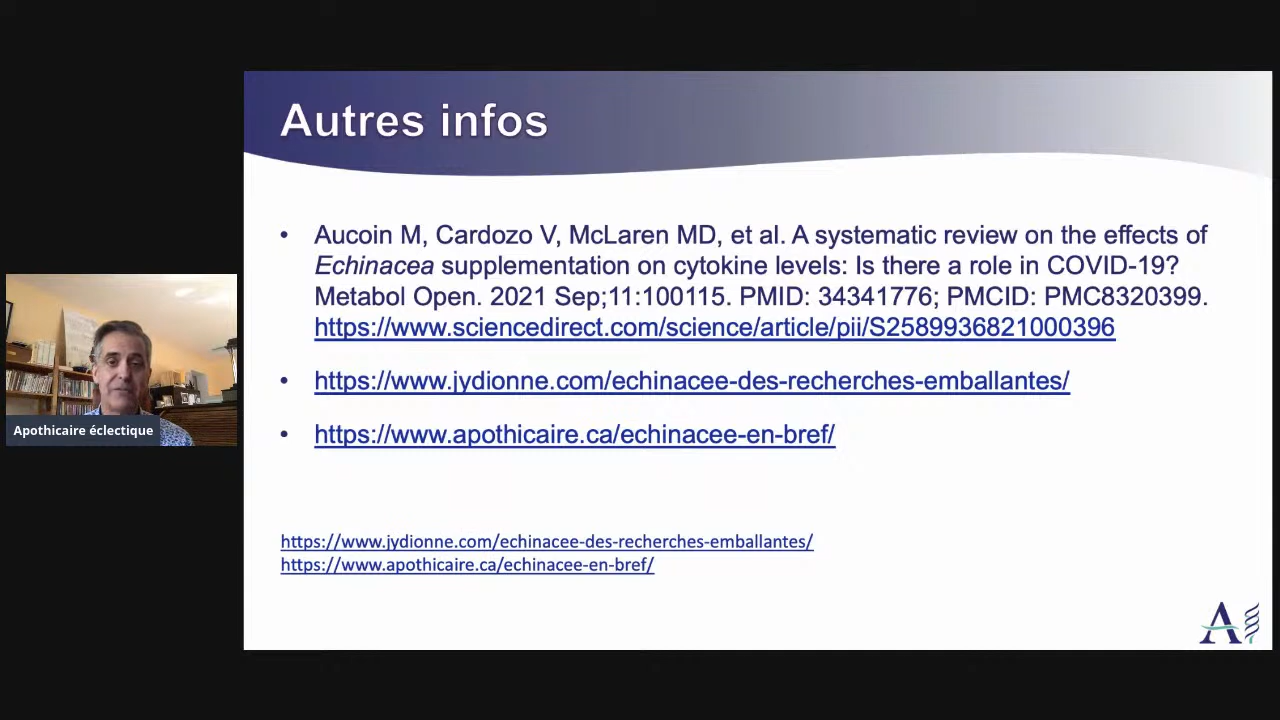 Autres infos
• Aucoin M, Cardozo V, McLaren MD, et al. A systematic review on the effects of
Echinacea supplementation on cytokine levels: Is there a role in COVID-19?
Metabol Open. 2021 Sep;11:100115. PMID: 34341776; PMCID: PMC8320399.
https://www.sciencedirect.com/science/article/pii/S2589936821000396
• https://www.jydionne.com/echinacee-des-recherches-emballantes/
• https://www.apothicaire.ca/echinacee-en-bref/
https://www.jydionne.com/echinacee-des-recherches-emballantes/
https://www.apothicaire.ca/echinacee-en-bref/
Apothicaire éclectique
A